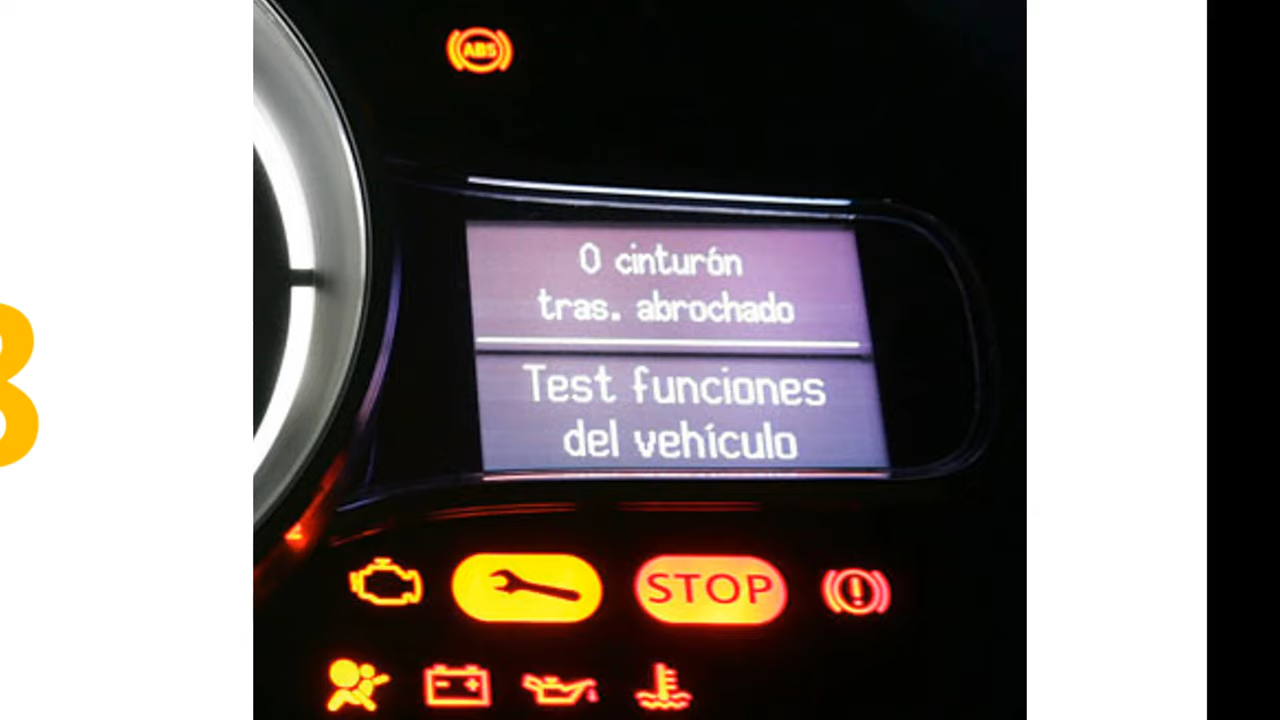 ABS
0 cinturón
tras. abrochado
Test funciones
del vehículo
STOP